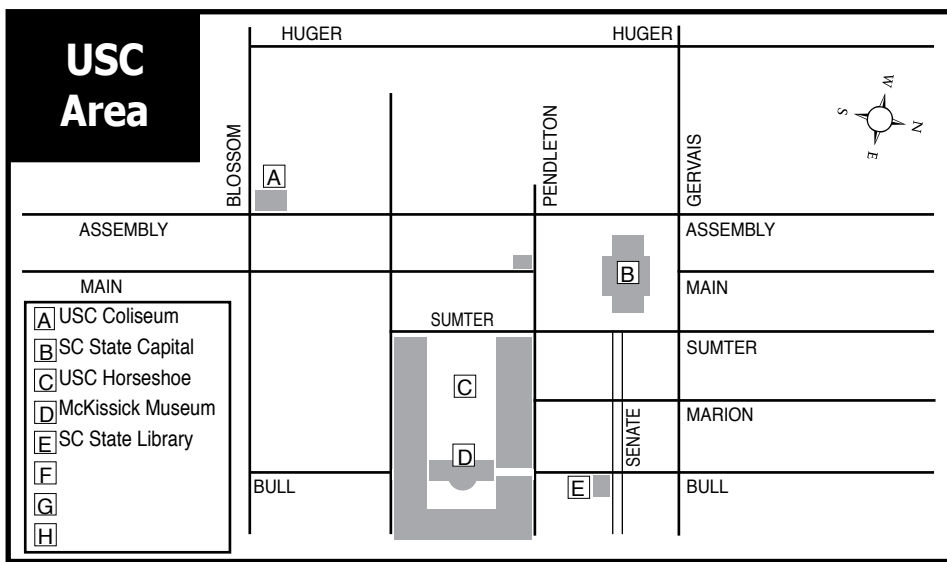 USC
Area
HUGER
HUGER
BLOSSOM
PENDLETON
GERVAIS
W
S
N
E
A
ASSEMBLY
ASSEMBLY
B
MAIN
MAIN
A USC Coliseum
B SC State Capital
C USC Horseshoe
D McKissick Museum
E SC State Library
F
G
H
SUMTER
SUMTER
C
MARION
SENATE
D
BULL
E
BULL